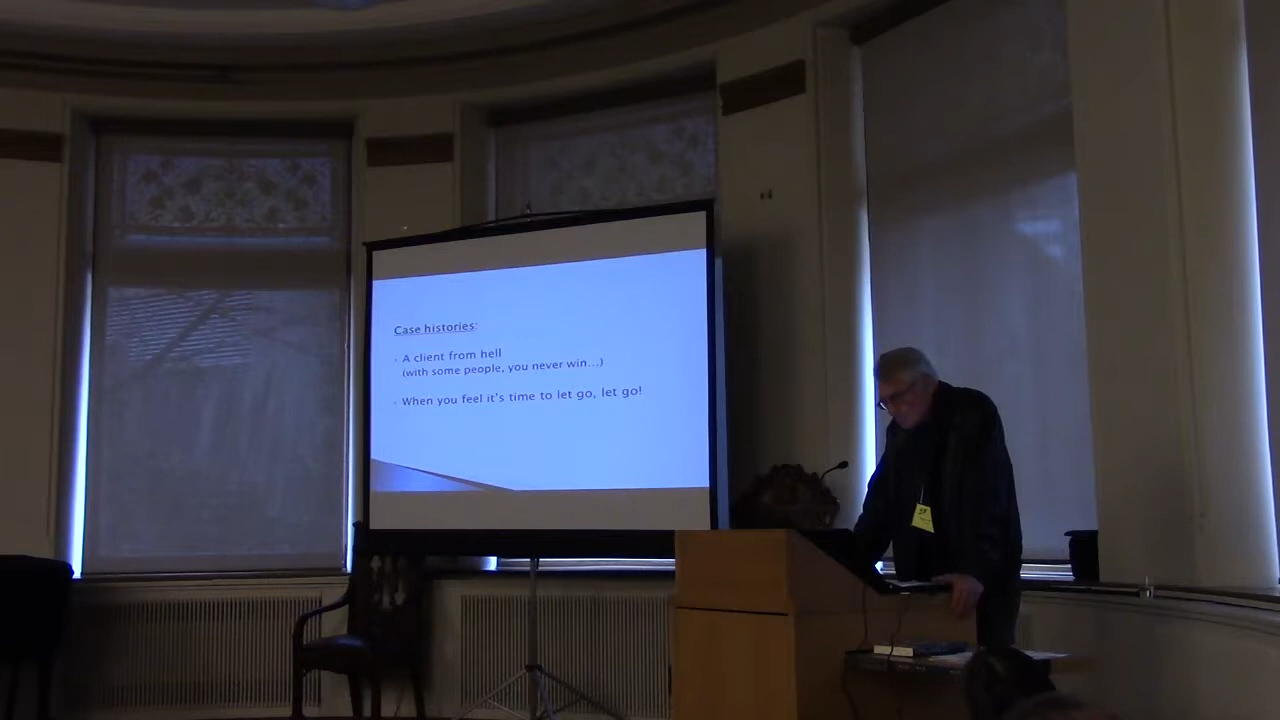 Case histories:
A client from hell
(with some people, you never win...)
When you feel it's time to let go, let go!